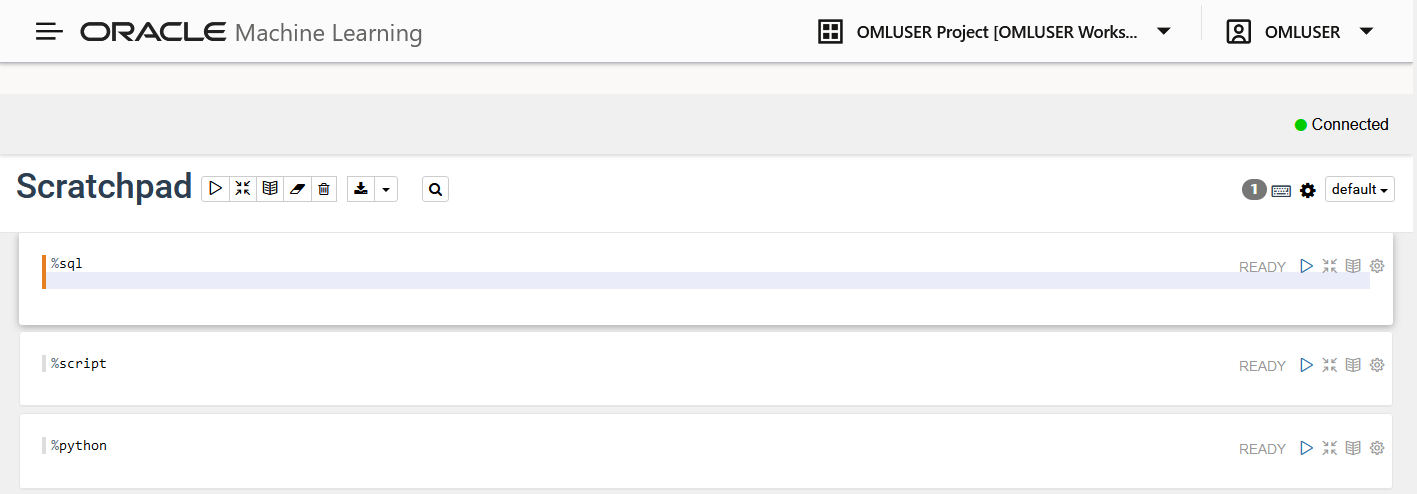 ORACLE Machine Learning
OMLUSER Project [OMLUSER Works...
OMLUSER
Connected
Scratchpad
1
default
%sql
READY
%script
READY
%python
READY